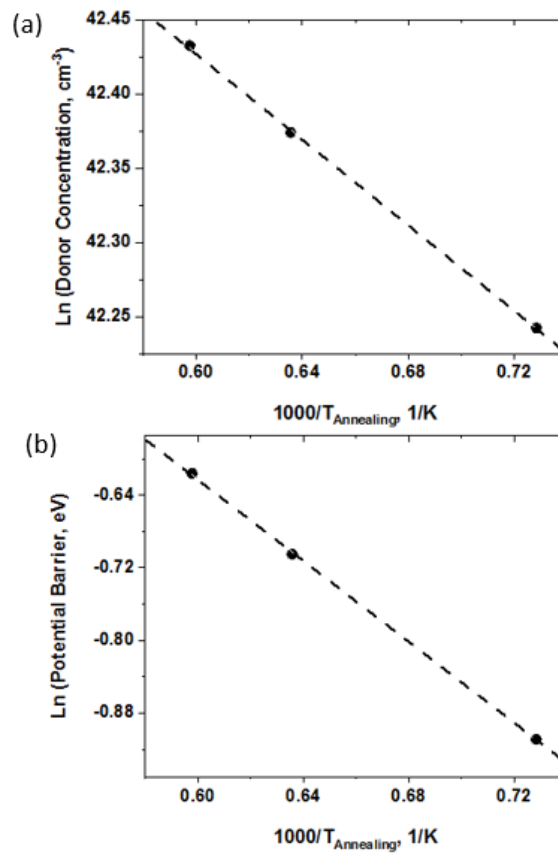 (a)
Ln (Donor Concentration, cm-3)
42.45
42.40
42.35
42.30
42.25
0.60 0.64 0.68 0.72
1000/TAnnealing, 1/K
(b)
Ln (Potential Barrier, eV)
-0.64
-0.72
-0.80
-0.88
0.60 0.64 0.68 0.72
1000/TAnnealing, 1/K